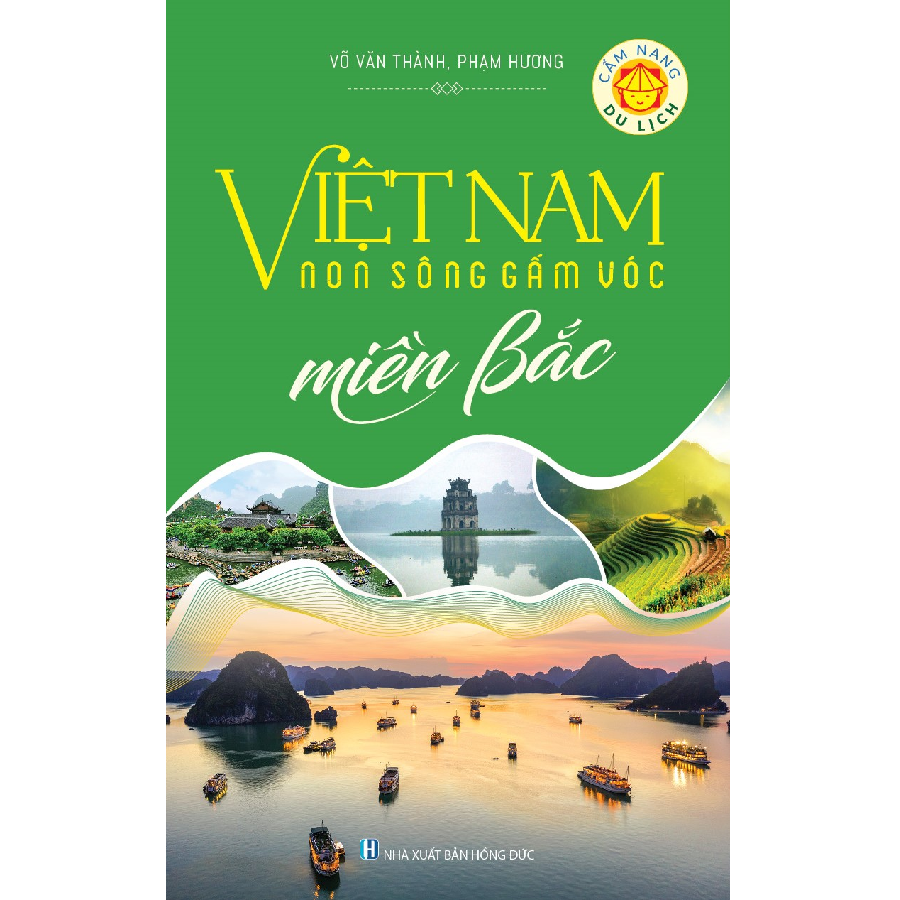 VÕ VĂN THÀNH, PHẠM HƯƠNG
CẨM NANG
DU LỊCH
VIỆT NAM
NON SÔNG GẤM VÓC
miền Bắc
H NHÀ XUẤT BẢN HỒNG ĐỨC